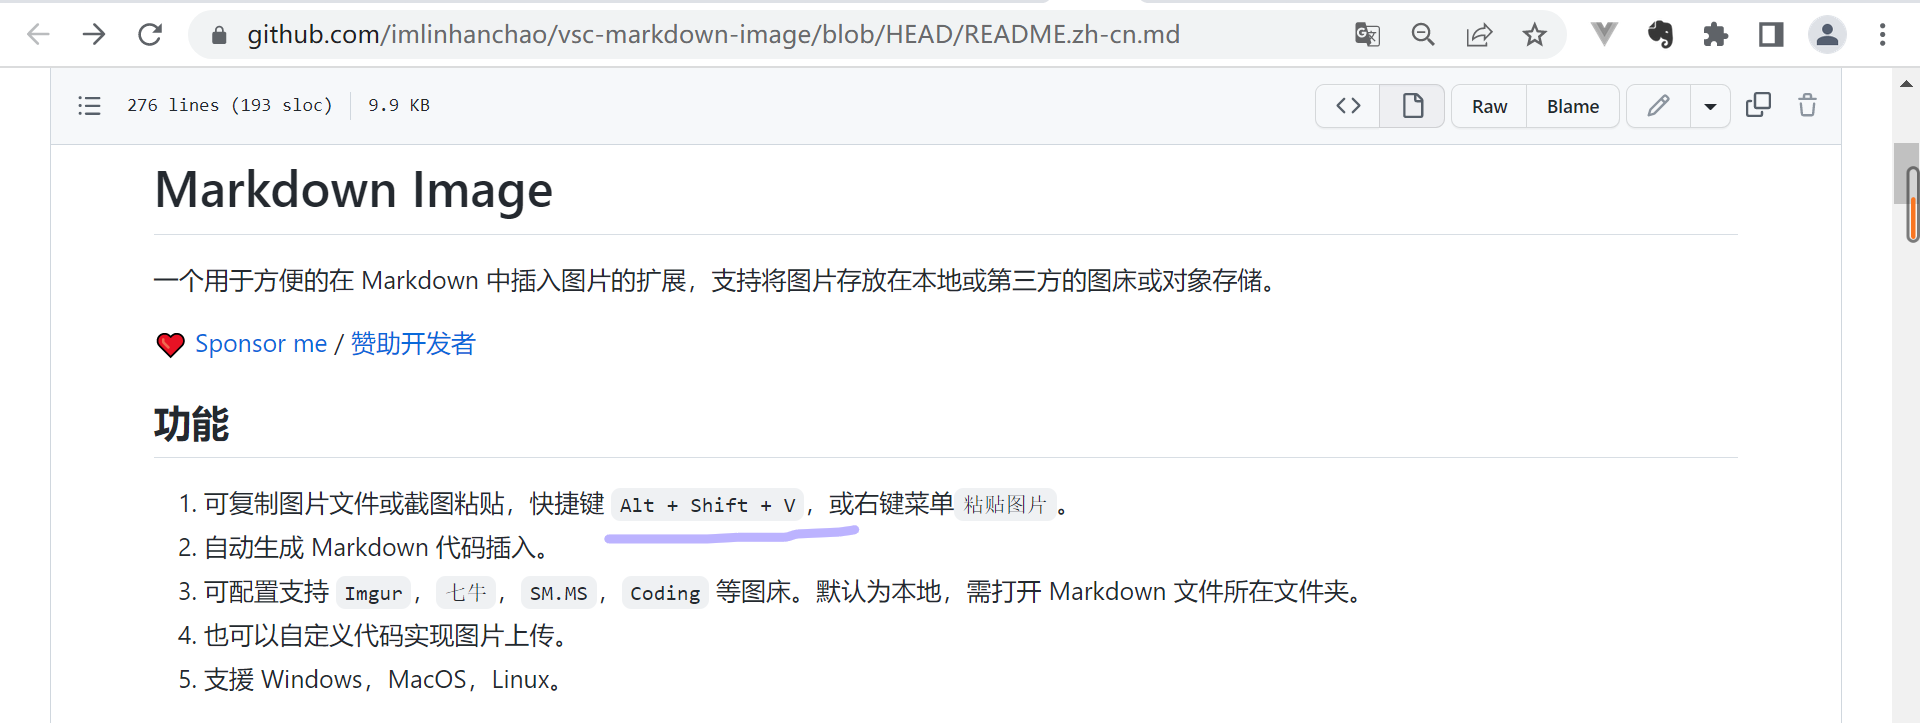 github.com/imlinhanchao/vsc-markdown-image/blob/HEAD/README.zh-cn.md
276 lines (193 sloc) 9.9 KB
Raw
Blame
Markdown Image
一个用于方便的在 Markdown 中插入图片的扩展，支持将图片存放在本地或第三方的图床或对象存储。
Sponsor me / 赞助开发者
功能
1. 可复制图片文件或截图粘贴，快捷键 Alt + Shift + V，或右键菜单 粘贴图片。
2. 自动生成 Markdown 代码插入。
3. 可配置支持 Imgur，七牛，SM.MS，Coding 等图床。默认为本地，需打开 Markdown 文件所在文件夹。
4. 也可以自定义代码实现图片上传。
5. 支援 Windows，MacOS，Linux。